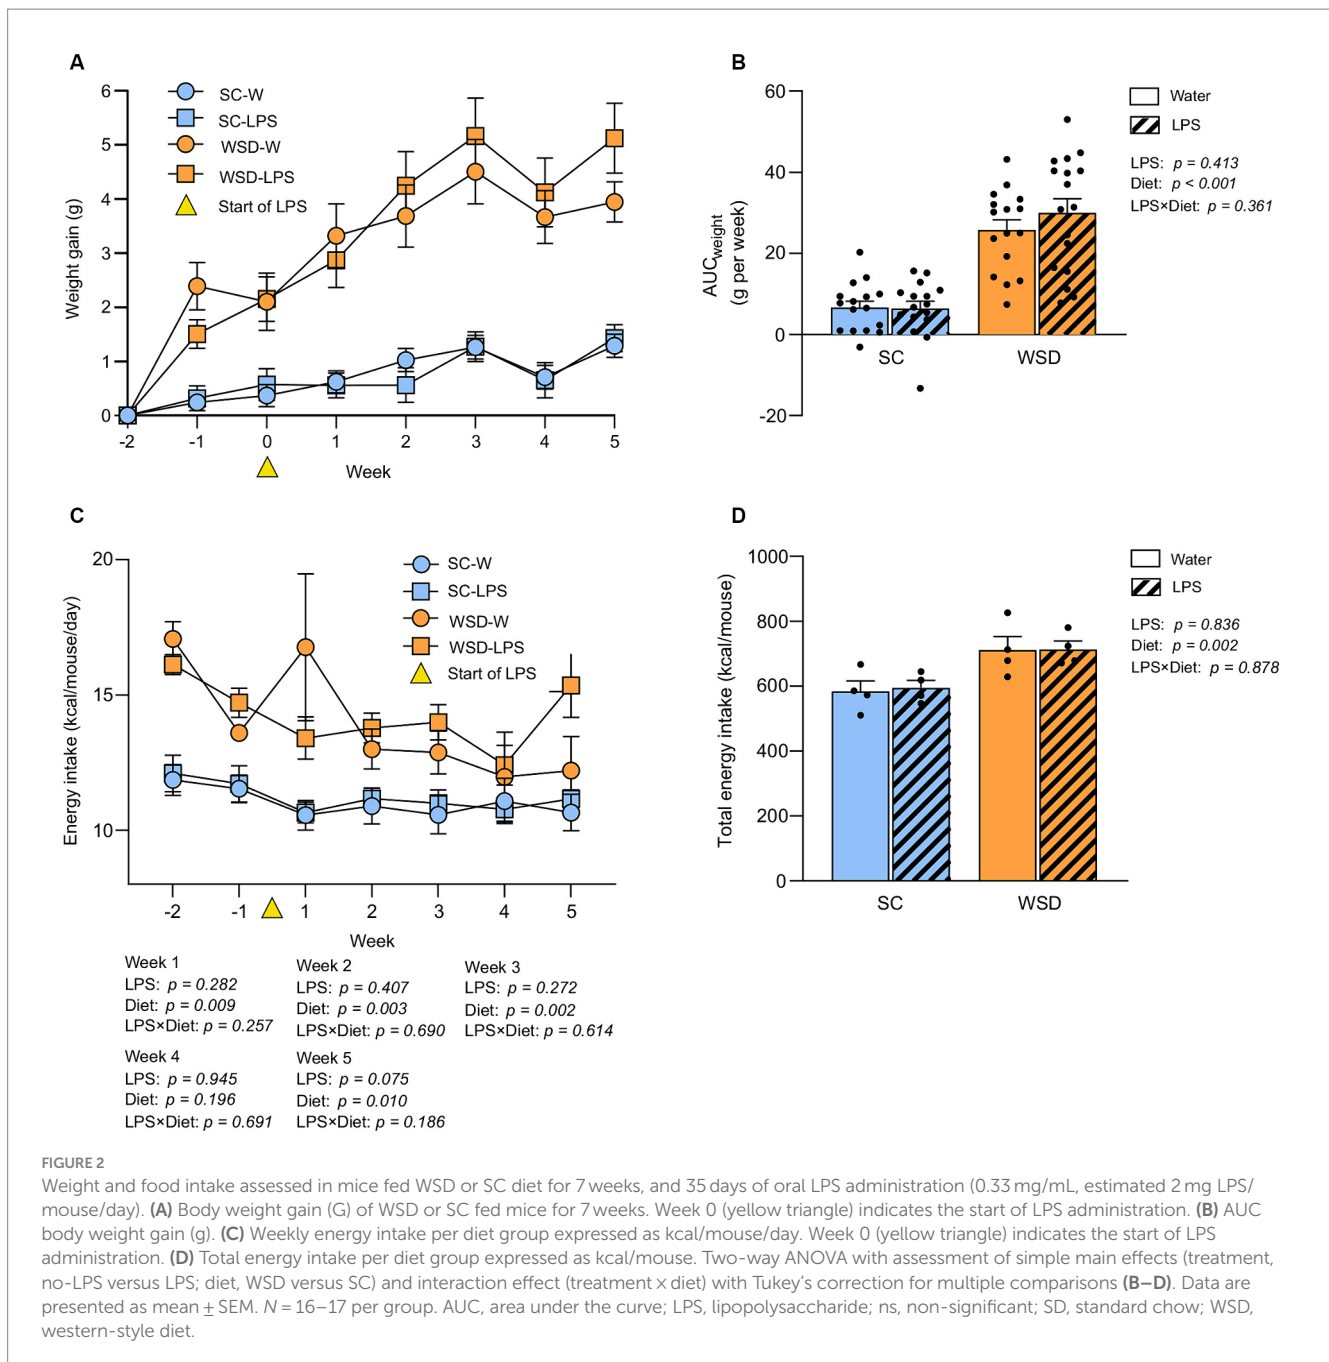 A
6
5
4
3
2
1
0
Weight gain (g)
SC-W
SC-LPS
WSD-W
WSD-LPS
Start of LPS
-2 -1 0 1 2 3 4 5
Week
B
60
40
20
0
-20
AUCweight
(g per week)
SC WSD
Water
LPS
LPS: p = 0.413
Diet: p < 0.001
LPS×Diet: p = 0.361
C
20
15
10
Energy intake (kcal/mouse/day)
SC-W
SC-LPS
WSD-W
WSD-LPS
Start of LPS
-2 -1 1 2 3 4 5
Week
Week 1
LPS: p = 0.282
Diet: p = 0.009
LPS×Diet: p = 0.257
Week 2
LPS: p = 0.407
Diet: p = 0.003
LPS×Diet: p = 0.690
Week 3
LPS: p = 0.272
Diet: p = 0.002
LPS×Diet: p = 0.614
Week 4
LPS: p = 0.945
Diet: p = 0.196
LPS×Diet: p = 0.691
Week 5
LPS: p = 0.075
Diet: p = 0.010
LPS×Diet: p = 0.186
D
1000
800
600
400
200
0
Total energy intake (kcal/mouse)
SC WSD
Water
LPS
LPS: p = 0.836
Diet: p = 0.002
LPS×Diet: p = 0.878
FIGURE 2
Weight and food intake assessed in mice fed WSD or SC diet for 7 weeks, and 35 days of oral LPS administration (0.33 mg/mL, estimated 2 mg LPS/
mouse/day). (A) Body weight gain (G) of WSD or SC fed mice for 7 weeks. Week 0 (yellow triangle) indicates the start of LPS administration. (B) AUC
body weight gain (g). (C) Weekly energy intake per diet group expressed as kcal/mouse/day. Week 0 (yellow triangle) indicates the start of LPS
administration. (D) Total energy intake per diet group expressed as kcal/mouse. Two-way ANOVA with assessment of simple main effects (treatment,
no-LPS versus LPS; diet, WSD versus SC) and interaction effect (treatment × diet) with Tukey's correction for multiple comparisons (B–D). Data are
presented as mean ± SEM. N = 16–17 per group. AUC, area under the curve; LPS, lipopolysaccharide; ns, non-significant; SD, standard chow; WSD,
western-style diet.